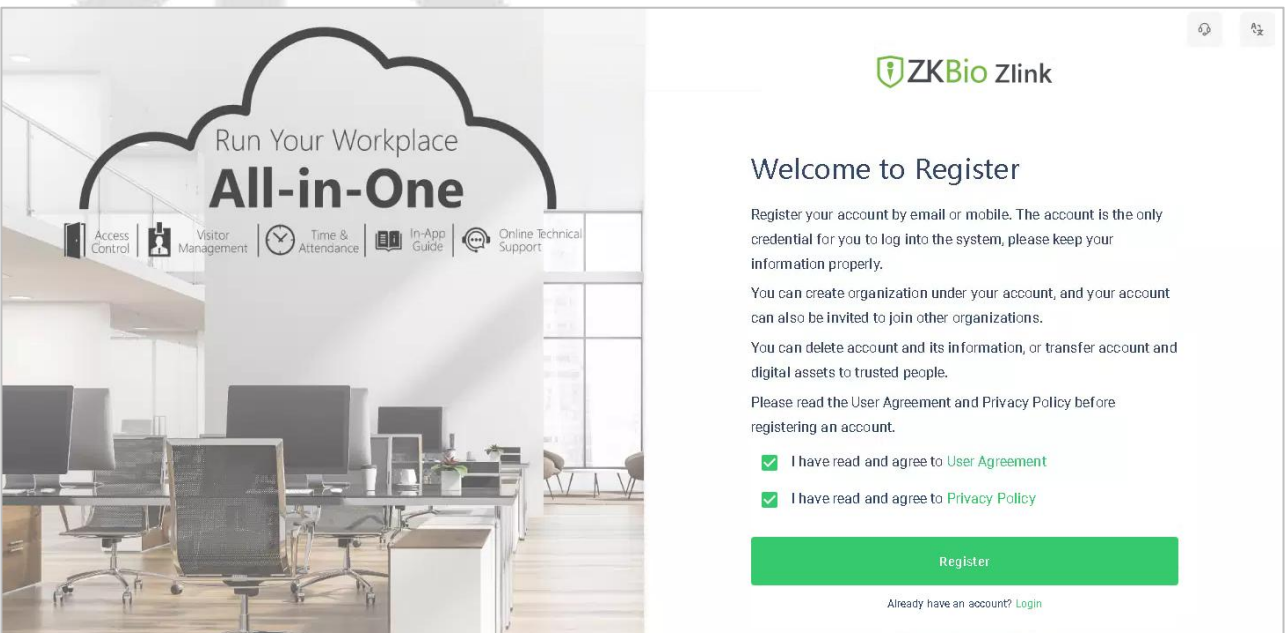 Run Your Workplace
All-in-One
Access Control
Visitor Management
Time & Attendance
In-App Guide
Online Technical Support
ZKBio Zlink
Welcome to Register
Register your account by email or mobile. The account is the only
credential for you to log into the system, please keep your
information properly.
You can create organization under your account, and your account
can also be invited to join other organizations.
You can delete account and its information, or transfer account and
digital assets to trusted people.
Please read the User Agreement and Privacy Policy before
registering an account.
I have read and agree to User Agreement
I have read and agree to Privacy Policy
Register
Already have an account? Login